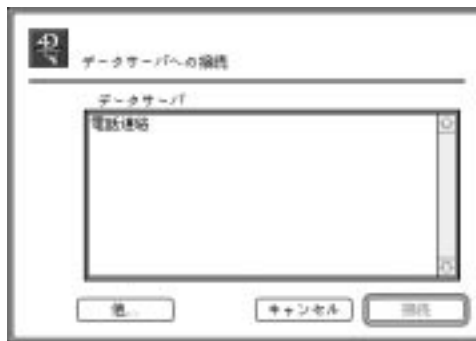 データサーバへの接続
データサーバ
電話連絡
他...
キャンセル
接続